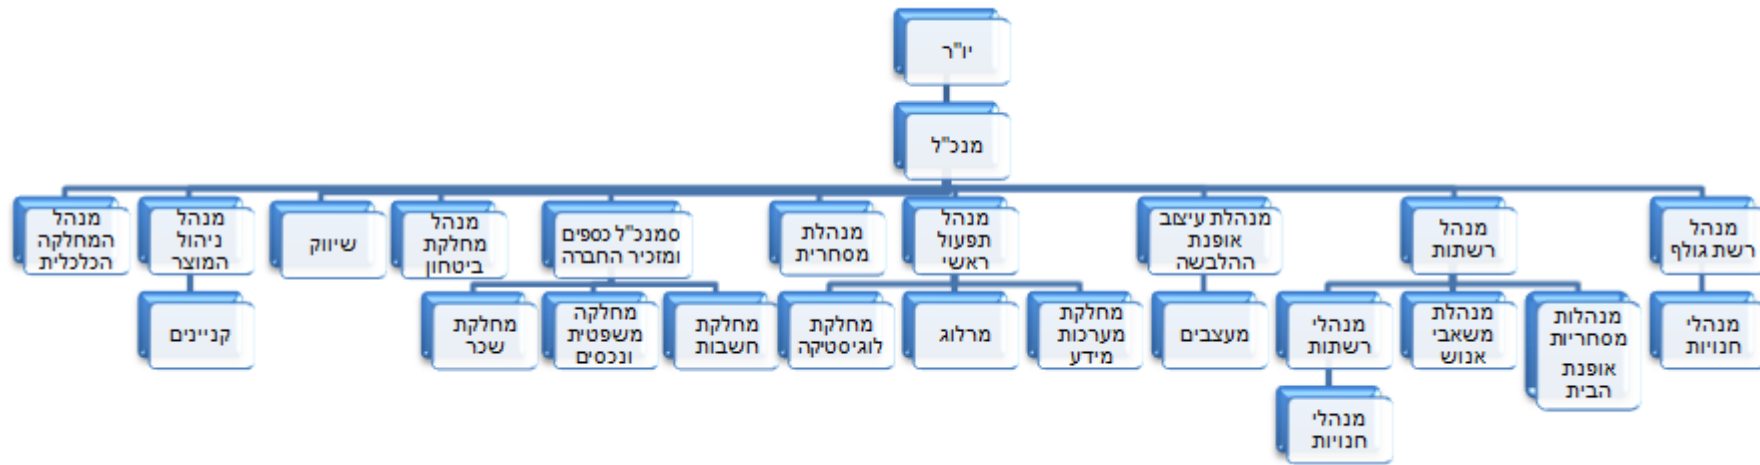 יו"ר
מנכ"ל
מנהל
רשת גולף
מנהל
רשתות
מנהלת עיצוב
אופנת
ההלבשה
מנהל
תפעול
ראשי
מנהלת
מסחרית
סמנכ"ל כספים
ומזכיר החברה
מנהל
מחלקת
ביטחון
שיווק
מנהל
ניהול
המוצר
מנהל
המחלקה
הכלכלית
מנהלי
חנויות
מנהלות
מסחריות
אופנת
הבית
מנהלת
משאבי
אנוש
מנהלי
רשתות
מעצבים
מחלקת
מערכות
מידע
מרלוג
מחלקת
לוגיסטיקה
מחלקת
חשבות
מחלקה
משפטית
ונכסים
מחלקת
שכר
קניינים
מנהלי
חנויות